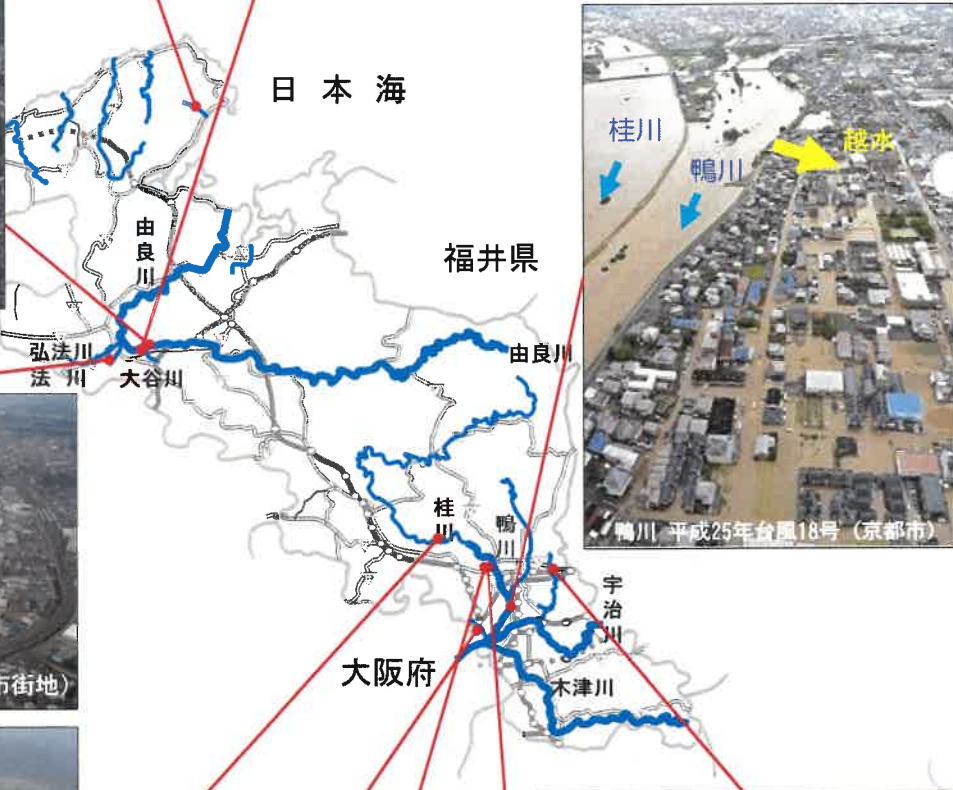 日本海
由良川
福井県
由良川
弘法川
法川
大谷川
桂川
鴨川
宇治川
大阪府
木津川
桂川
鴨川
越水
鴨川 平成25年台風18号（京都市）
市街地）